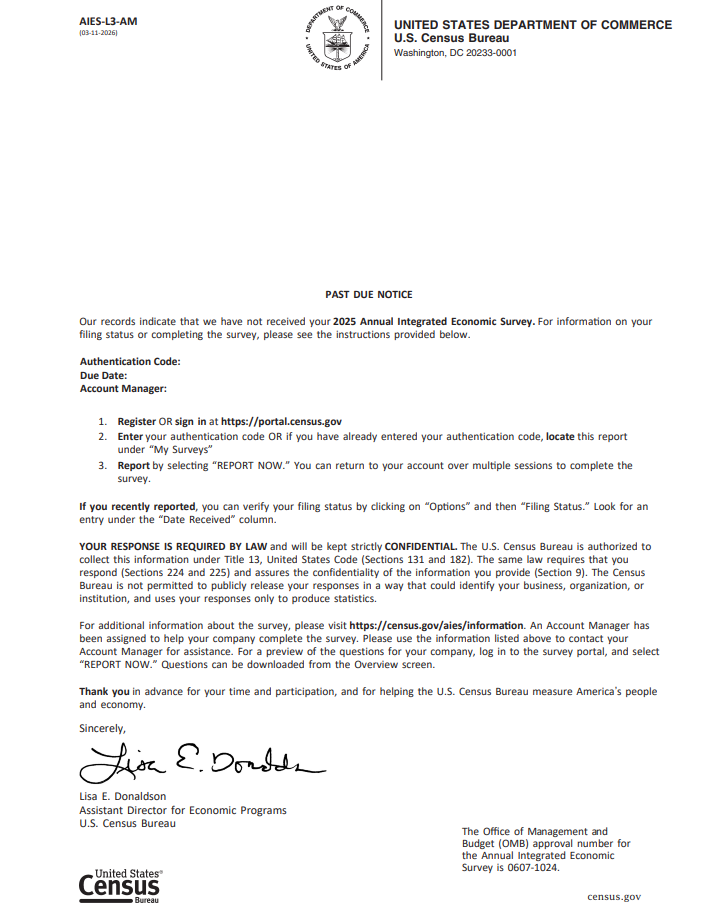 AIES-L3-AM
(03-11-2026)
DEPARTMENT OF COMMERCE
UNITED STATES OF AMERICA
UNITED STATES DEPARTMENT OF COMMERCE
U.S. Census Bureau
Washington, DC 20233-0001
PAST DUE NOTICE
Our records indicate that we have not received your 2025 Annual Integrated Economic Survey. For information on your
filing status or completing the survey, please see the instructions provided below.
Authentication Code:
Due Date:
Account Manager:
1. Register OR sign in at https://portal.census.gov
2. Enter your authentication code OR if you have already entered your authentication code, locate this report
under “My Surveys”
3. Report by selecting “REPORT NOW.” You can return to your account over multiple sessions to complete the
survey.
If you recently reported, you can verify your filing status by clicking on “Options” and then “Filing Status.” Look for an
entry under the “Date Received” column.
YOUR RESPONSE IS REQUIRED BY LAW and will be kept strictly CONFIDENTIAL. The U.S. Census Bureau is authorized to
collect this information under Title 13, United States Code (Sections 131 and 182). The same law requires that you
respond (Sections 224 and 225) and assures the confidentiality of the information you provide (Section 9). The Census
Bureau is not permitted to publicly release your responses in a way that could identify your business, organization, or
institution, and uses your responses only to produce statistics.
For additional information about the survey, please visit https://census.gov/aies/information. An Account Manager has
been assigned to help your company complete the survey. Please use the information listed above to contact your
Account Manager for assistance. For a preview of the questions for your company, log in to the survey portal, and select
“REPORT NOW.” Questions can be downloaded from the Overview screen.
Thank you in advance for your time and participation, and for helping the U.S. Census Bureau measure America's people
and economy.
Sincerely,
Lisa E. Donaldson
Lisa E. Donaldson
Assistant Director for Economic Programs
U.S. Census Bureau
The Office of Management and
Budget (OMB) approval number for
the Annual Integrated Economic
Survey is 0607-1024.
United States®
Census
Bureau
census.gov